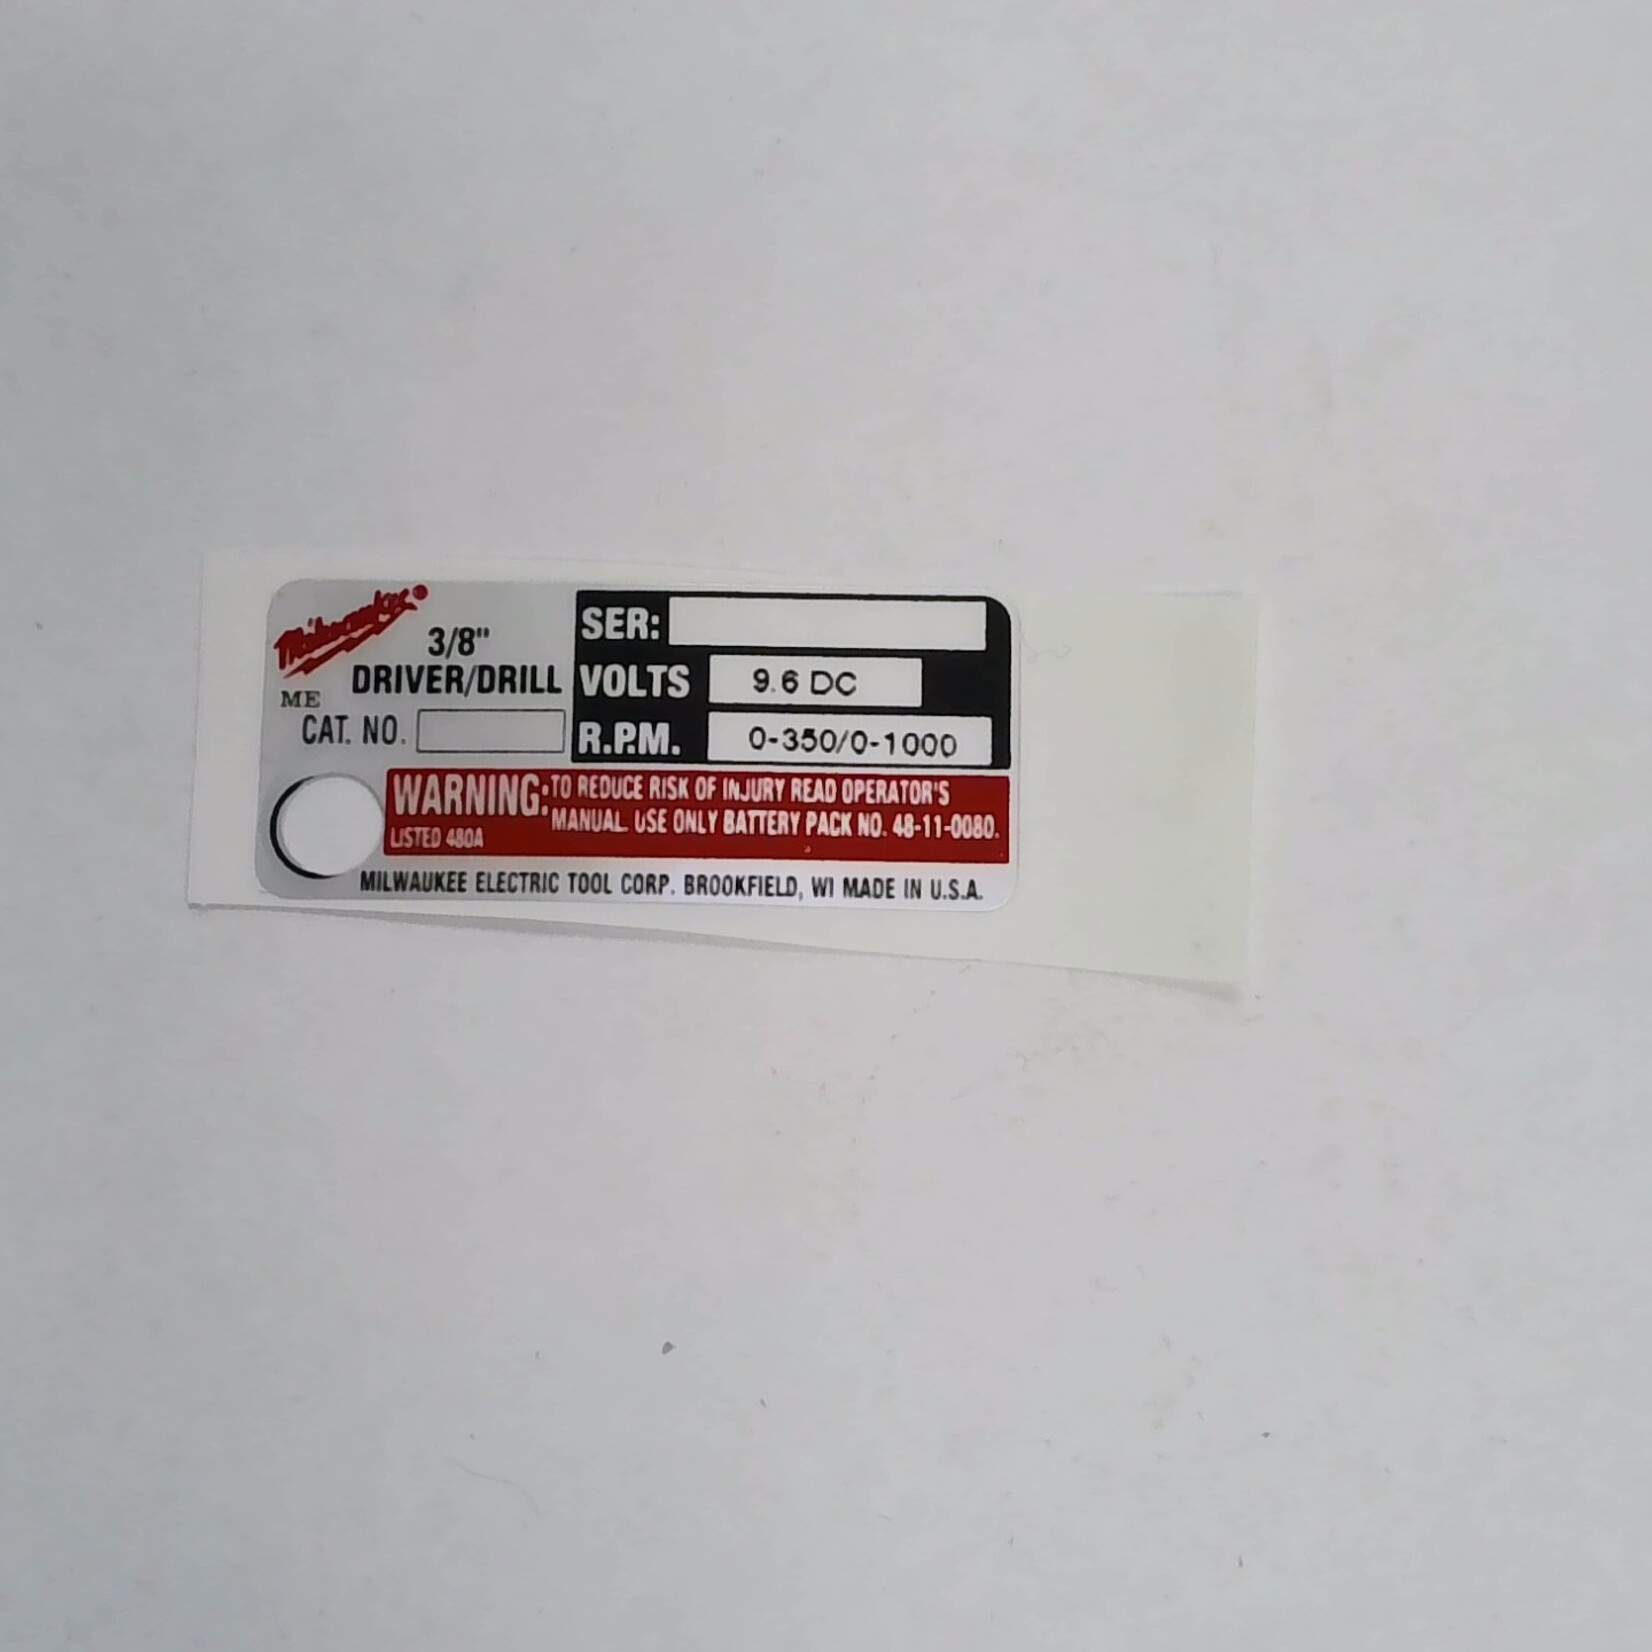 Milwaukee®
3/8"
DRIVER/DRILL
ME
CAT. NO.
SER:
VOLTS 9.6 DC
R.P.M. 0-350/0-1000
WARNING: TO REDUCE RISK OF INJURY READ OPERATOR'S
MANUAL. USE ONLY BATTERY PACK NO. 48-11-0080.
LISTED 480A
MILWAUKEE ELECTRIC TOOL CORP. BROOKFIELD, WI MADE IN U.S.A.